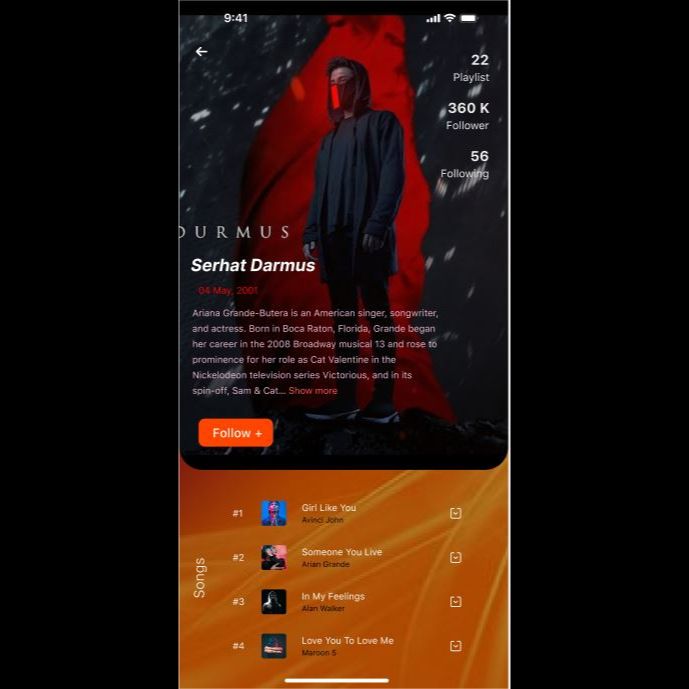 9:41
22
Playlist
360 K
Follower
56
Following
DURMUS
Serhat Darmus
04 May, 2001
Ariana Grande-Butera is an American singer, songwriter,
and actress. Born in Boca Raton, Florida, Grande began
her career in the 2008 Broadway musical 13 and rose to
prominence for her role as Cat Valentine in the
Nickelodeon television series Victorious, and in its
spin-off, Sam & Cat... Show more
Follow +
Songs
#1
Girl Like You
Avinci John
#2
Someone You Live
Arian Grande
#3
In My Feelings
Alan Walker
#4
Love You To Love Me
Maroon 5